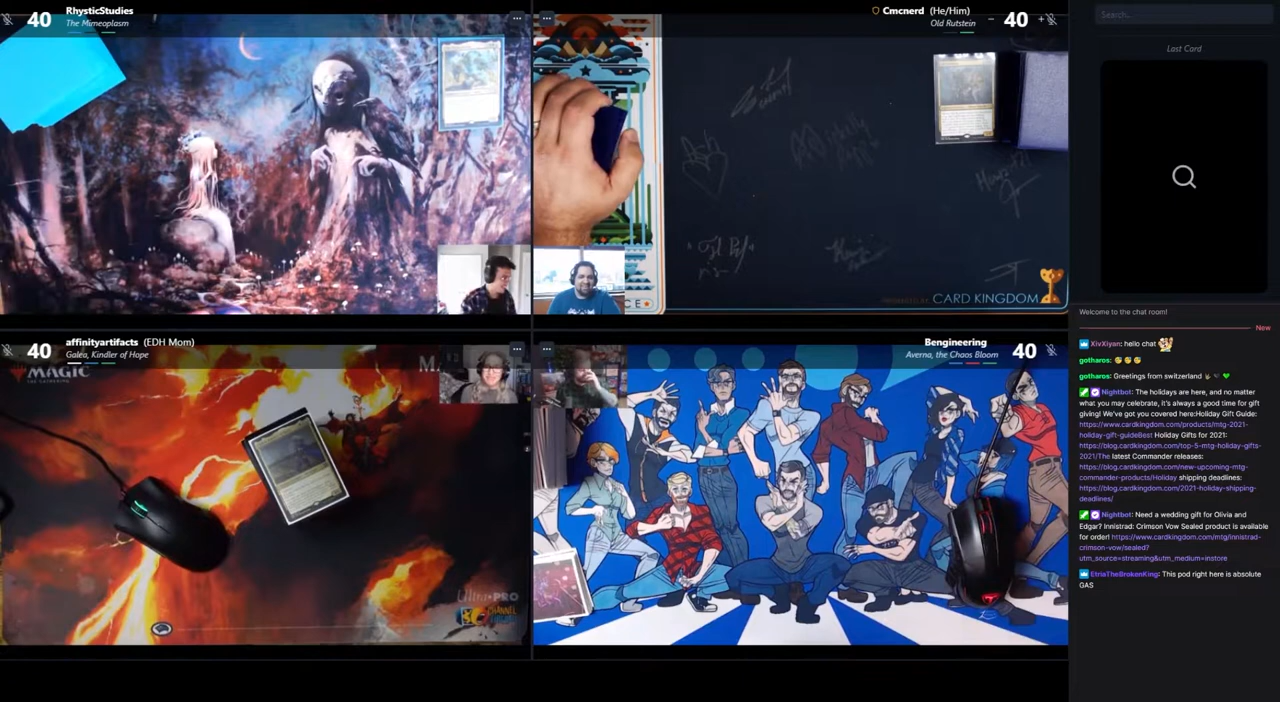 RhysticStudies
40
The Mimeoplasm
Cmcnerd (He/Him)
Old Rutstein
− 40 +
Search...
Last Card
CARD KINGDOM
affinityartifacts (EDH Mom)
40
Galea, Kindler of Hope
MAGIC
THE GATHERING
Bengineering
Averna, the Chaos Bloom
40
Welcome to the chat room!
New
XivXiyan: hello chat
gotharos:
gotharos: Greetings from switzerland
Nightbot: The holidays are here, and no matter
what you may celebrate, it's always a good time for gift
giving! We've got you covered here:Holiday Gift Guide:
https://www.cardkingdom.com/products/mtg-2021-
holiday-gift-guideBest Holiday Gifts for 2021:
https://blog.cardkingdom.com/top-5-mtg-holiday-gifts-
2021/The latest Commander releases:
https://blog.cardkingdom.com/new-upcoming-mtg-
commander-products/Holiday shipping deadlines:
https://blog.cardkingdom.com/2021-holiday-shipping-
deadlines/
Nightbot: Need a wedding gift for Olivia and
Edgar? Innistrad: Crimson Vow Sealed product is available
for order! https://www.cardkingdom.com/mtg/innistrad-
crimson-vow/sealed?
utm_source=streaming&utm_medium=instore
EtriaTheBrokenKing: This pod right here is absolute
GAS
Ultra PRO
CHANNEL